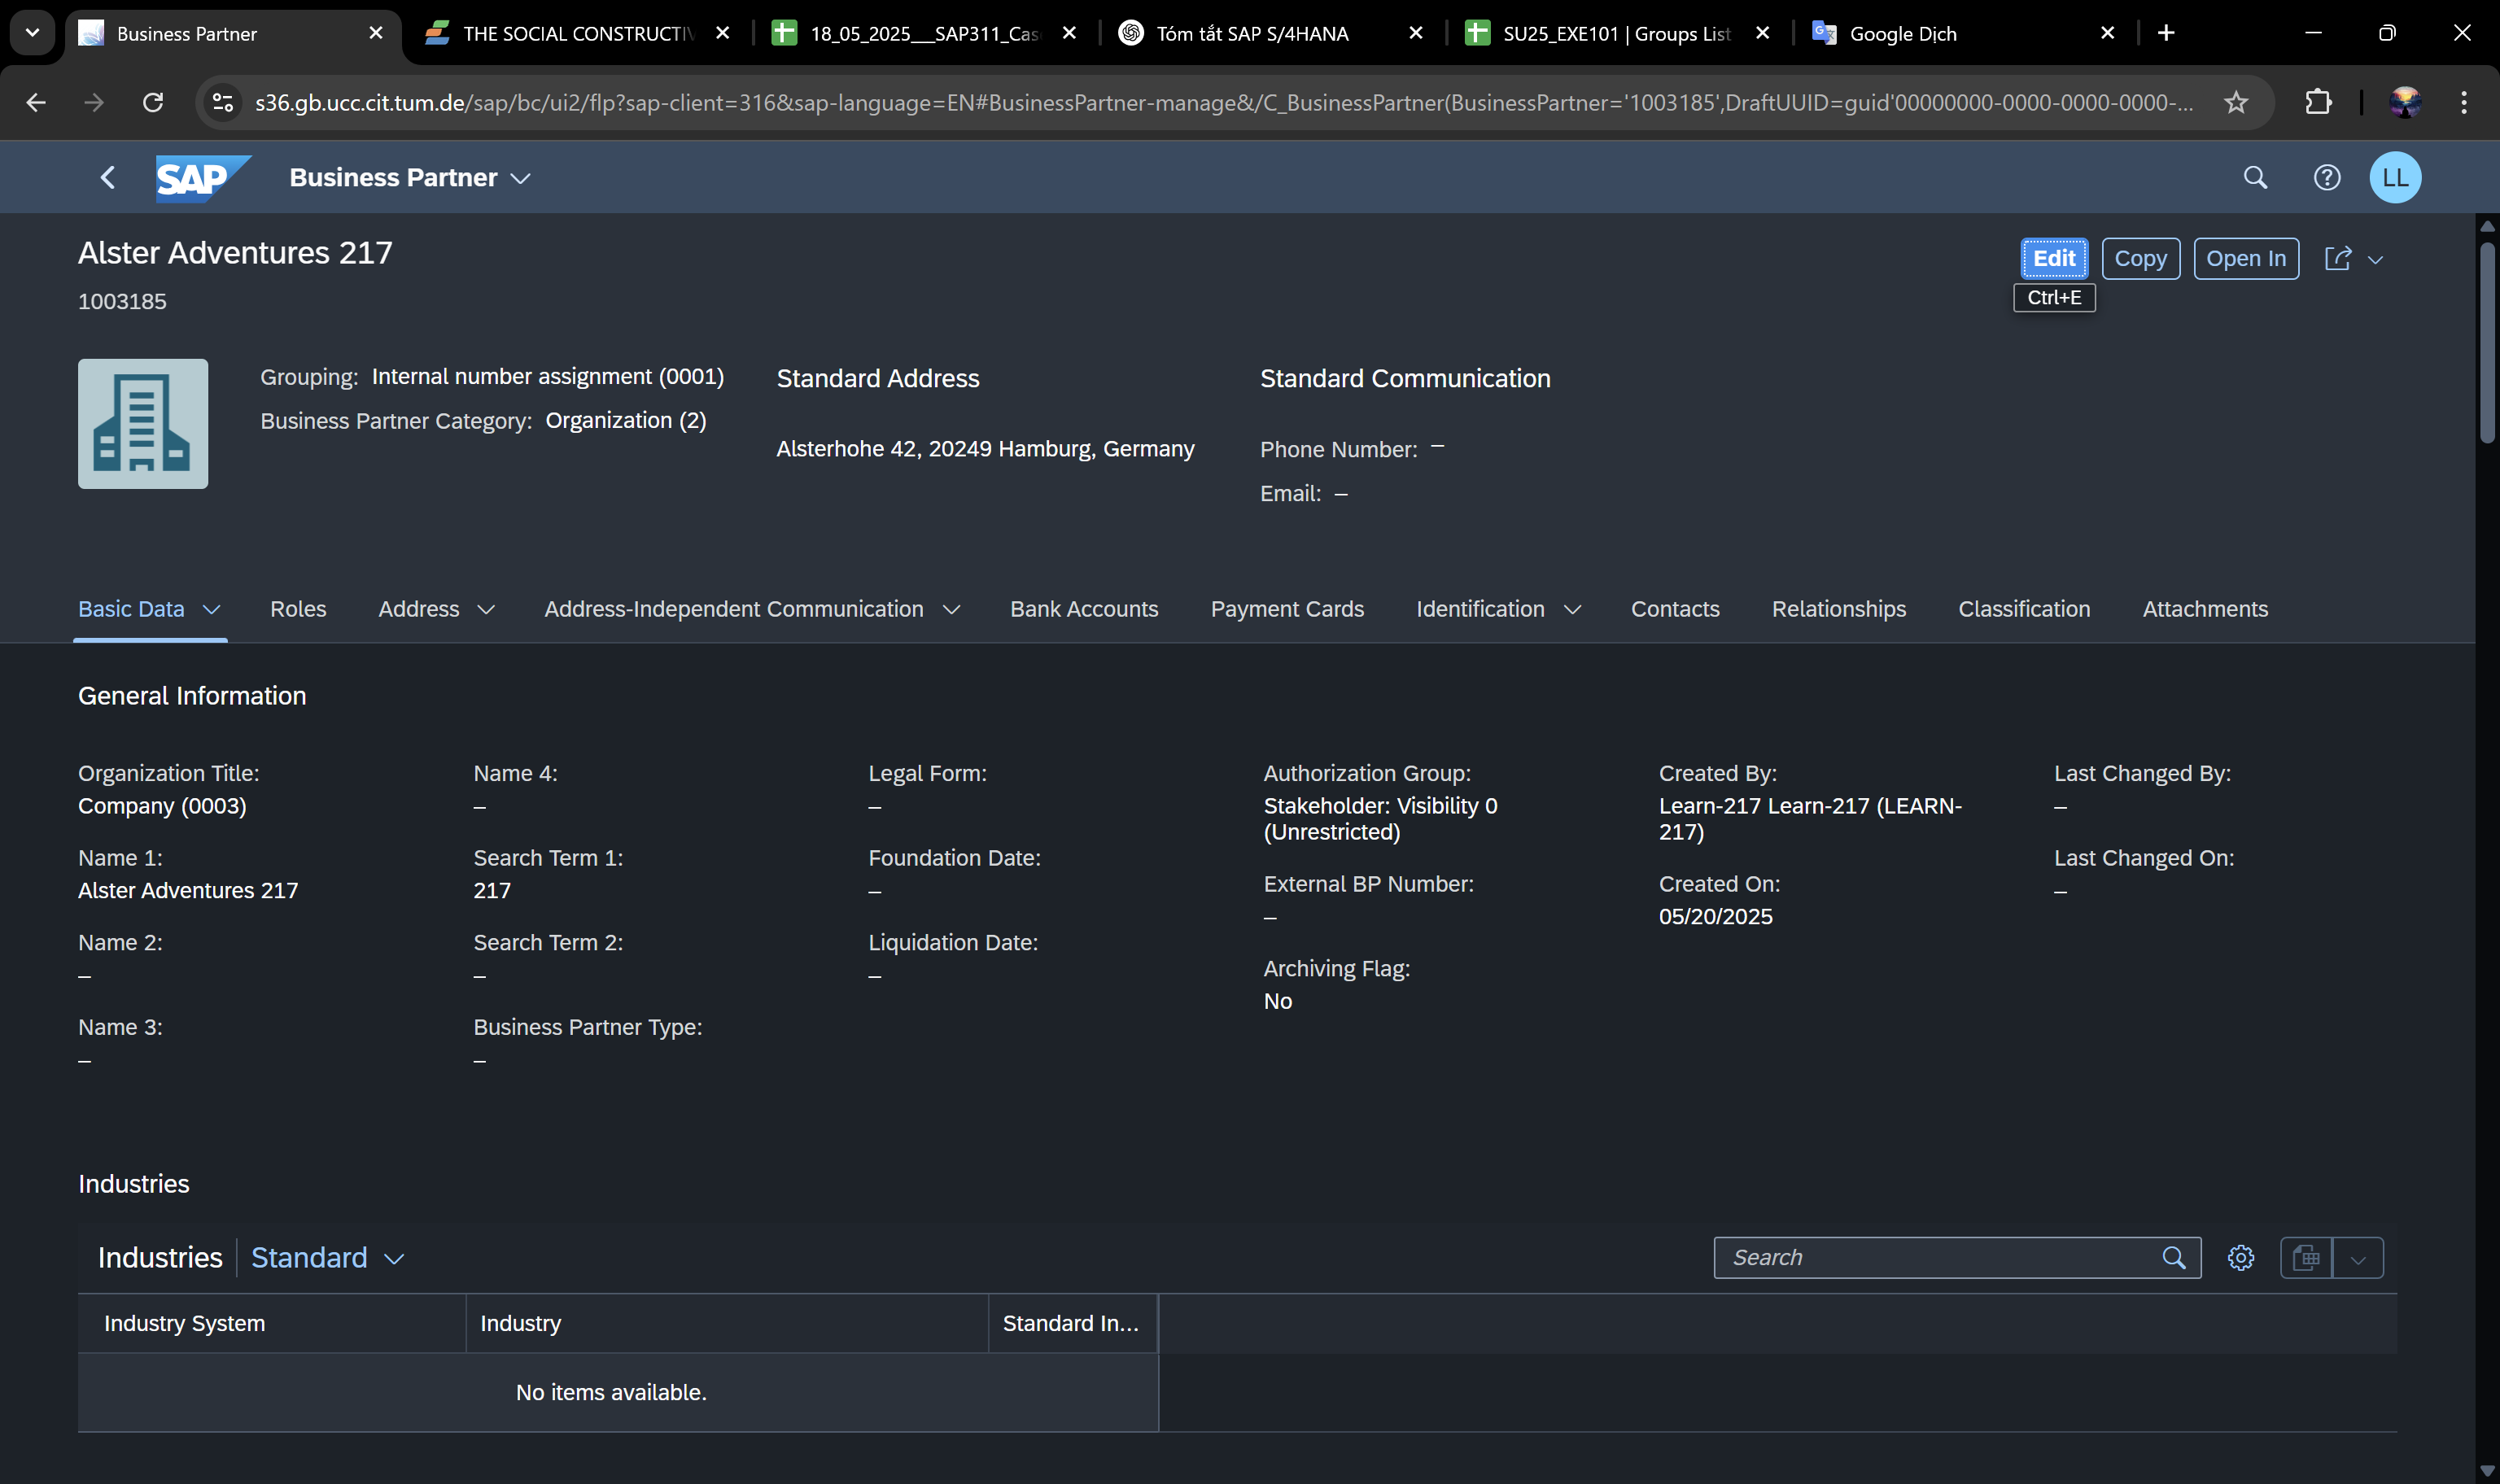 Business Partner
THE SOCIAL CONSTRUCTIV
18_05_2025___SAP311_Cas
Tóm tắt SAP S/4HANA
SU25_EXE101 | Groups List
Google Dịch
s36.gb.ucc.cit.tum.de/sap/bc/ui2/flp?sap-client=316&sap-language=EN#BusinessPartner-manage&/C_BusinessPartner(BusinessPartner='1003185',DraftUUID=guid'00000000-0000-0000-0000-...
SAP
Business Partner
LL
Alster Adventures 217
1003185
Edit
Copy
Open In
Ctrl+E
Grouping: Internal number assignment (0001)
Business Partner Category: Organization (2)
Standard Address
Alsterhohe 42, 20249 Hamburg, Germany
Standard Communication
Phone Number: –
Email: –
Basic Data
Roles
Address
Address-Independent Communication
Bank Accounts
Payment Cards
Identification
Contacts
Relationships
Classification
Attachments
General Information
Organization Title:
Company (0003)
Name 1:
Alster Adventures 217
Name 2:
–
Name 3:
–
Name 4:
–
Search Term 1:
217
Search Term 2:
–
Business Partner Type:
–
Legal Form:
–
Foundation Date:
–
Liquidation Date:
–
Authorization Group:
Stakeholder: Visibility 0
(Unrestricted)
External BP Number:
–
Archiving Flag:
No
Created By:
Learn-217 Learn-217 (LEARN-
217)
Created On:
05/20/2025
Last Changed By:
–
Last Changed On:
–
Industries
Industries
Standard
Search
Industry System
Industry
Standard In...
No items available.